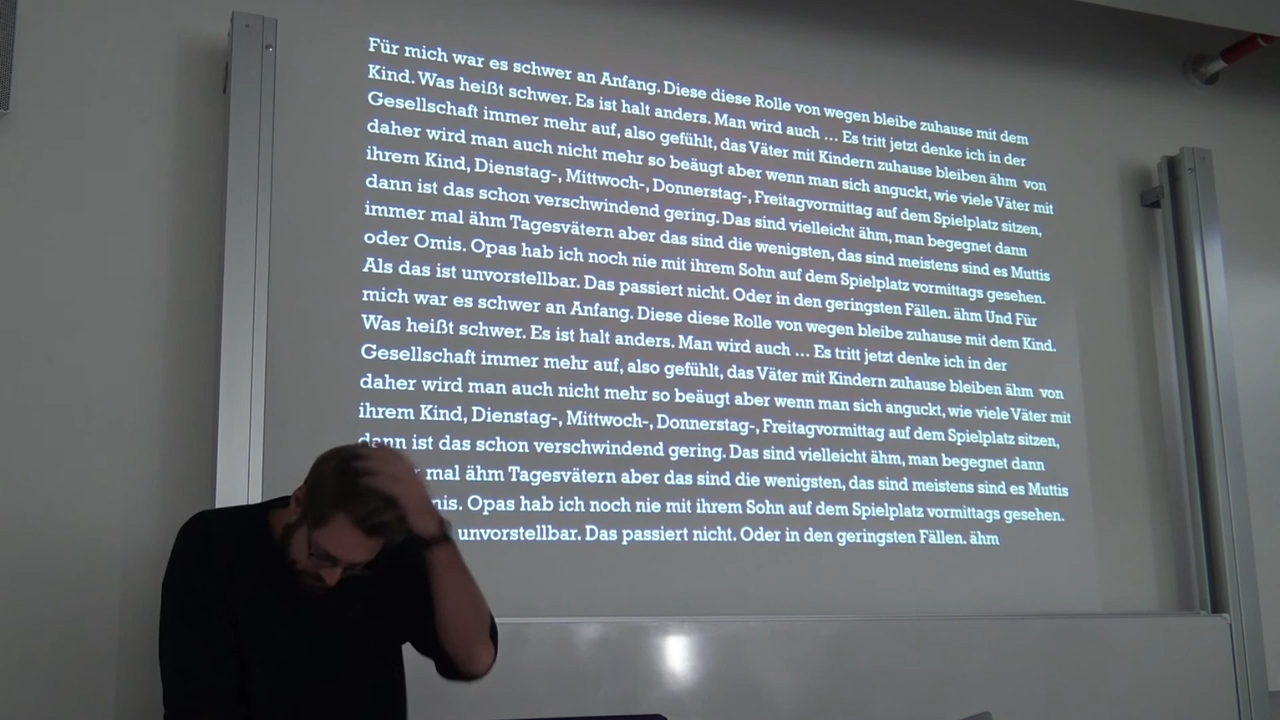 Für mich war es schwer an Anfang. Diese diese Rolle von wegen bleibe zuhause mit dem
Kind. Was heißt schwer. Es ist halt anders. Man wird auch … Es tritt jetzt denke ich in der
Gesellschaft immer mehr auf, also gefühlt, das Väter mit Kindern zuhause bleiben ähm von
daher wird man auch nicht mehr so beäugt aber wenn man sich anguckt, wie viele Väter mit
ihrem Kind, Dienstag-, Mittwoch-, Donnerstag-, Freitagvormittag auf dem Spielplatz sitzen,
dann ist das schon verschwindend gering. Das sind vielleicht ähm, man begegnet dann
immer mal ähm Tagesvätern aber das sind die wenigsten, das sind meistens sind es Muttis
oder Omis. Opas hab ich noch nie mit ihrem Sohn auf dem Spielplatz vormittags gesehen.
Als das ist unvorstellbar. Das passiert nicht. Oder in den geringsten Fällen. ähm Und Für
mich war es schwer an Anfang. Diese diese Rolle von wegen bleibe zuhause mit dem Kind.
Was heißt schwer. Es ist halt anders. Man wird auch … Es tritt jetzt denke ich in der
Gesellschaft immer mehr auf, also gefühlt, das Väter mit Kindern zuhause bleiben ähm von
daher wird man auch nicht mehr so beäugt aber wenn man sich anguckt, wie viele Väter mit
ihrem Kind, Dienstag-, Mittwoch-, Donnerstag-, Freitagvormittag auf dem Spielplatz sitzen,
dann ist das schon verschwindend gering. Das sind vielleicht ähm, man begegnet dann
mal ähm Tagesvätern aber das sind die wenigsten, das sind meistens sind es Muttis
Opas hab ich noch nie mit ihrem Sohn auf dem Spielplatz vormittags gesehen.
unvorstellbar. Das passiert nicht. Oder in den geringsten Fällen. ähm